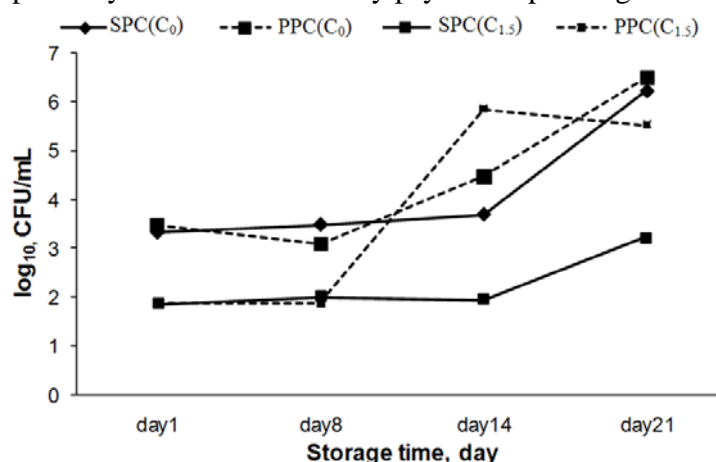 SPC(C₀) PPC(C₀) SPC(C₁.₅) PPC(C₁.₅)
7
6
5
4
3
2
1
0
log₁₀, CFU/mL
day1 day8 day14 day21
Storage time, day